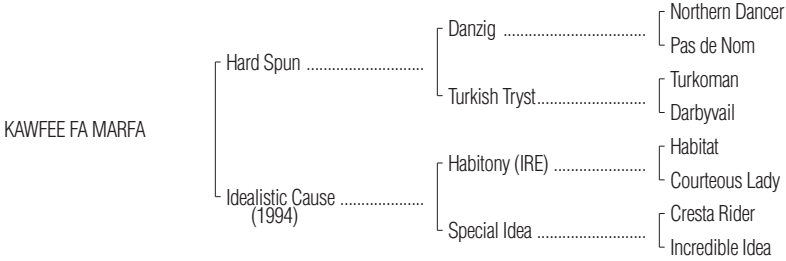 Northern Dancer
Danzig ................................
Pas de Nom
Hard Spun ..........................
Turkoman
Turkish Tryst........................
Darbyvail
KAWFEE FA MARFA
Habitat
Habitony (IRE) .....................
Courteous Lady
Idealistic Cause ...................
(1994)
Cresta Rider
Special Idea ........................
Incredible Idea